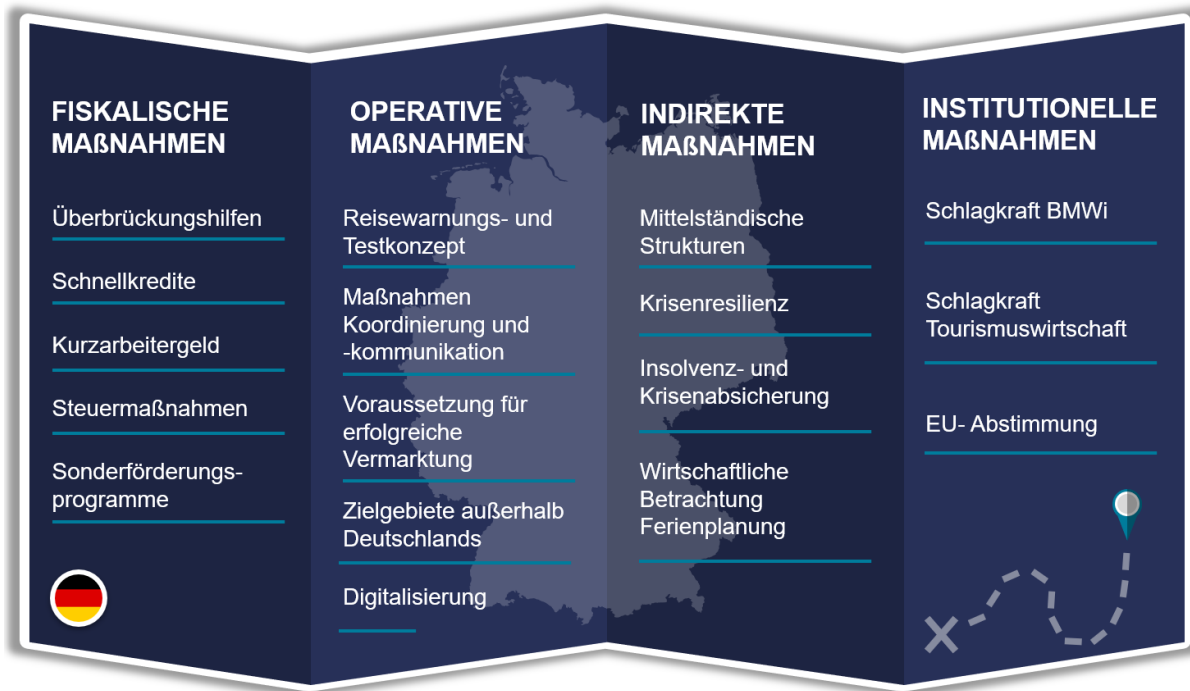 FISKALISCHE
MAßNAHMEN
Überbrückungshilfen
Schnellkredite
Kurzarbeitergeld
Steuermaßnahmen
Sonderförderungs-
programme
OPERATIVE
MAßNAHMEN
Reisewarnungs- und
Testkonzept
Maßnahmen
Koordinierung und
-kommunikation
Voraussetzung für
erfolgreiche
Vermarktung
Zielgebiete außerhalb
Deutschlands
Digitalisierung
INDIREKTE
MAßNAHMEN
Mittelständische
Strukturen
Krisenresilienz
Insolvenz- und
Krisenabsicherung
Wirtschaftliche
Betrachtung
Ferienplanung
INSTITUTIONELLE
MAßNAHMEN
Schlagkraft BMWi
Schlagkraft
Tourismuswirtschaft
EU- Abstimmung